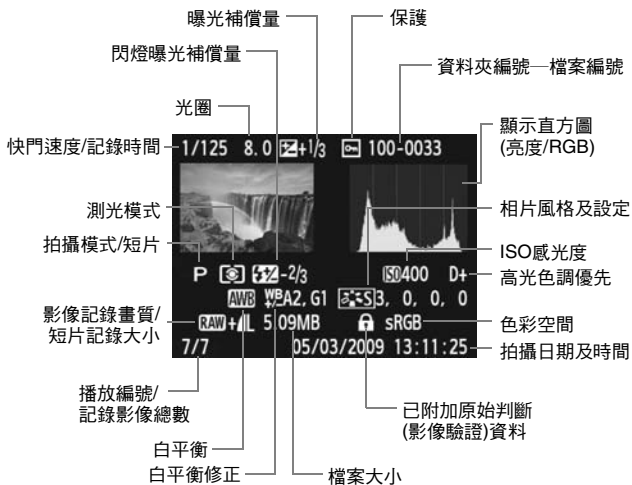 曝光補償量
保護
閃燈曝光補償量
資料夾編號—檔案編號
光圈
顯示直方圖
(亮度/RGB)
快門速度/記錄時間
1/125 8.0 +1/3 100-0033
測光模式
相片風格及設定
拍攝模式/短片
ISO感光度
P -2/3 ISO400 D+
高光色調優先
AWB WB A2, G1 S3, 0, 0, 0
影像記錄畫質/
短片記錄大小
RAW+L 5.09MB sRGB
色彩空間
7/7 05/03/2009 13:11:25
拍攝日期及時間
播放編號/
記錄影像總數
已附加原始判斷
(影像驗證)資料
白平衡
白平衡修正
檔案大小